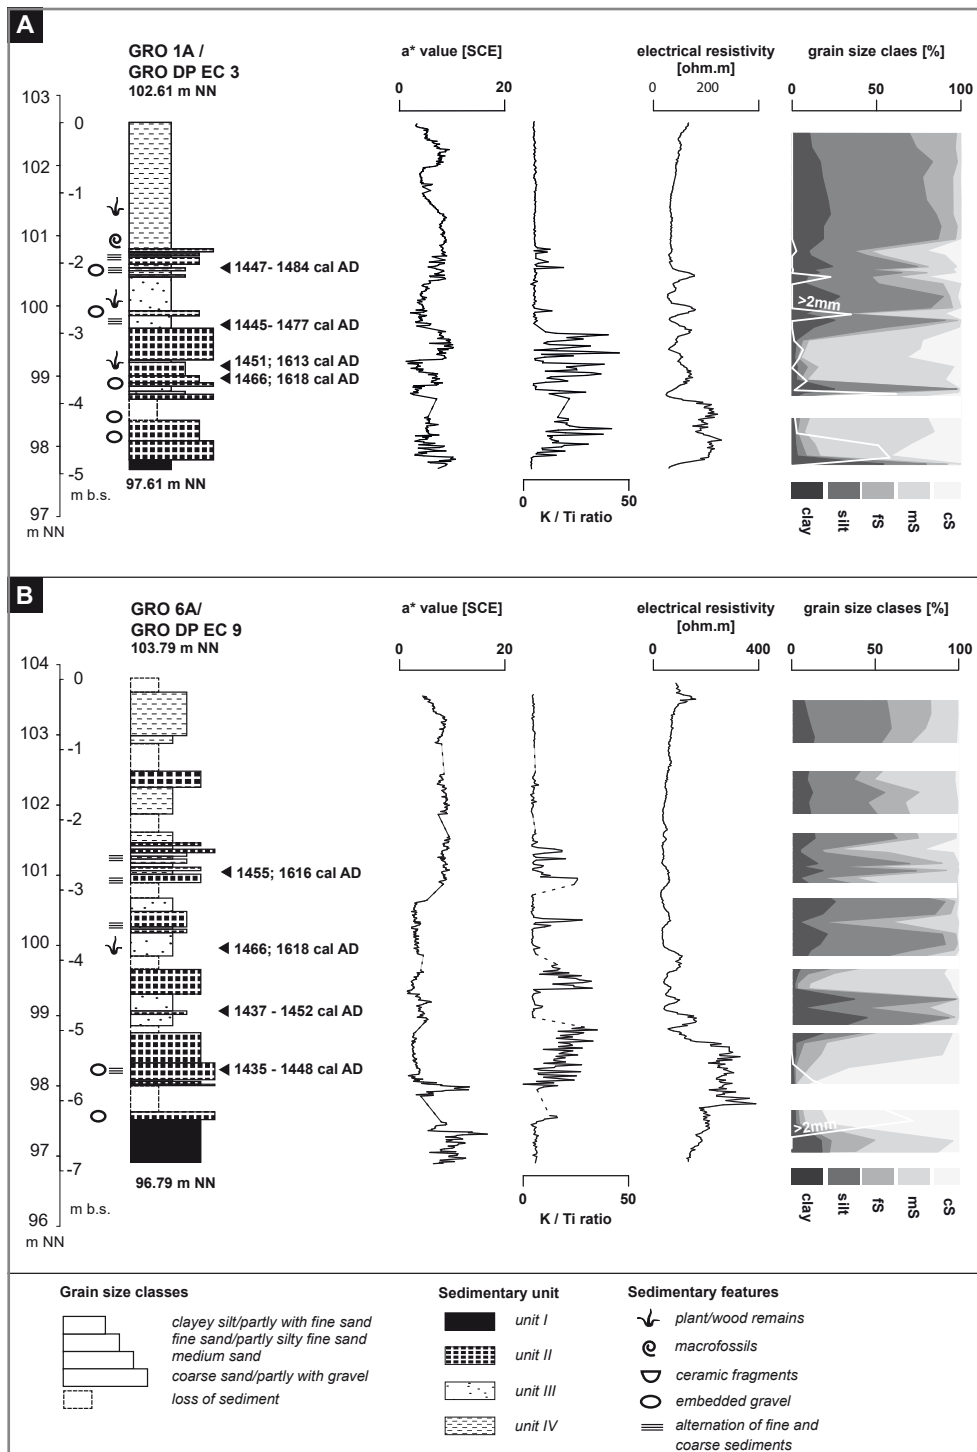 A
GRO 1A /
GRO DP EC 3
102.61 m NN
a* value [SCE]
0 20
electrical resistivity
[ohm.m]
0 200
grain size claes [%]
0 50 100
103
102
101
100
99
98
97
m NN
0
-1
-2
-3
-4
-5
m b.s.
1447- 1484 cal AD
1445- 1477 cal AD
1451; 1613 cal AD
1466; 1618 cal AD
>2mm
97.61 m NN
0 50
K / Ti ratio
clay
silt
fS
mS
cS
B
GRO 6A/
GRO DP EC 9
103.79 m NN
a* value [SCE]
0 20
electrical resistivity
[ohm.m]
0 400
grain size clases [%]
0 50 100
104
103
102
101
100
99
98
97
96
m NN
0
-1
-2
-3
-4
-5
-6
-7
m b.s.
1455; 1616 cal AD
1466; 1618 cal AD
1437 - 1452 cal AD
1435 - 1448 cal AD
>2mm
96.79 m NN
0 50
K / Ti ratio
clay
silt
fS
mS
cS
Grain size classes
clayey silt/partly with fine sand
fine sand/partly silty fine sand
medium sand
coarse sand/partly with gravel
loss of sediment
Sedimentary unit
unit I
unit II
unit III
unit IV
Sedimentary features
plant/wood remains
macrofossils
ceramic fragments
embedded gravel
alternation of fine and
coarse sediments